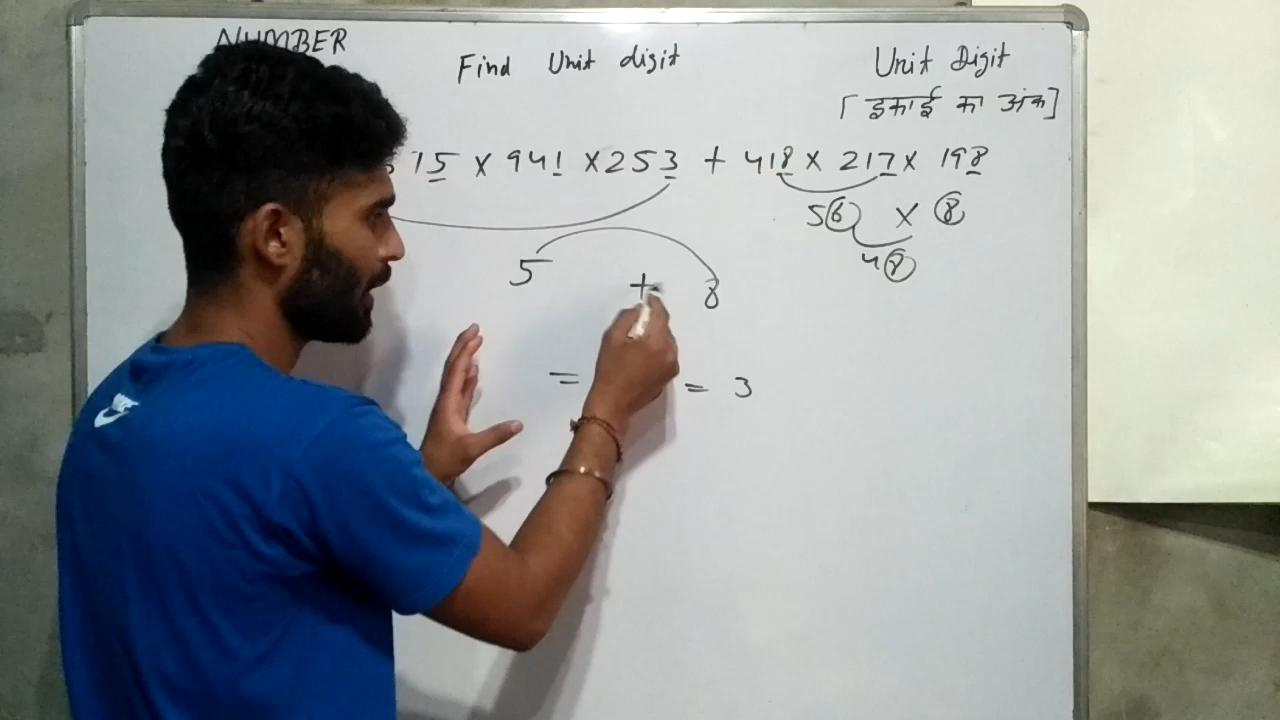 NUMBER
Find Unit digit
Unit Digit
[इकाई का अंक]
15 × 941 × 253 + 418 × 217 × 198
56 × 8
48
5 + 8
= = 3